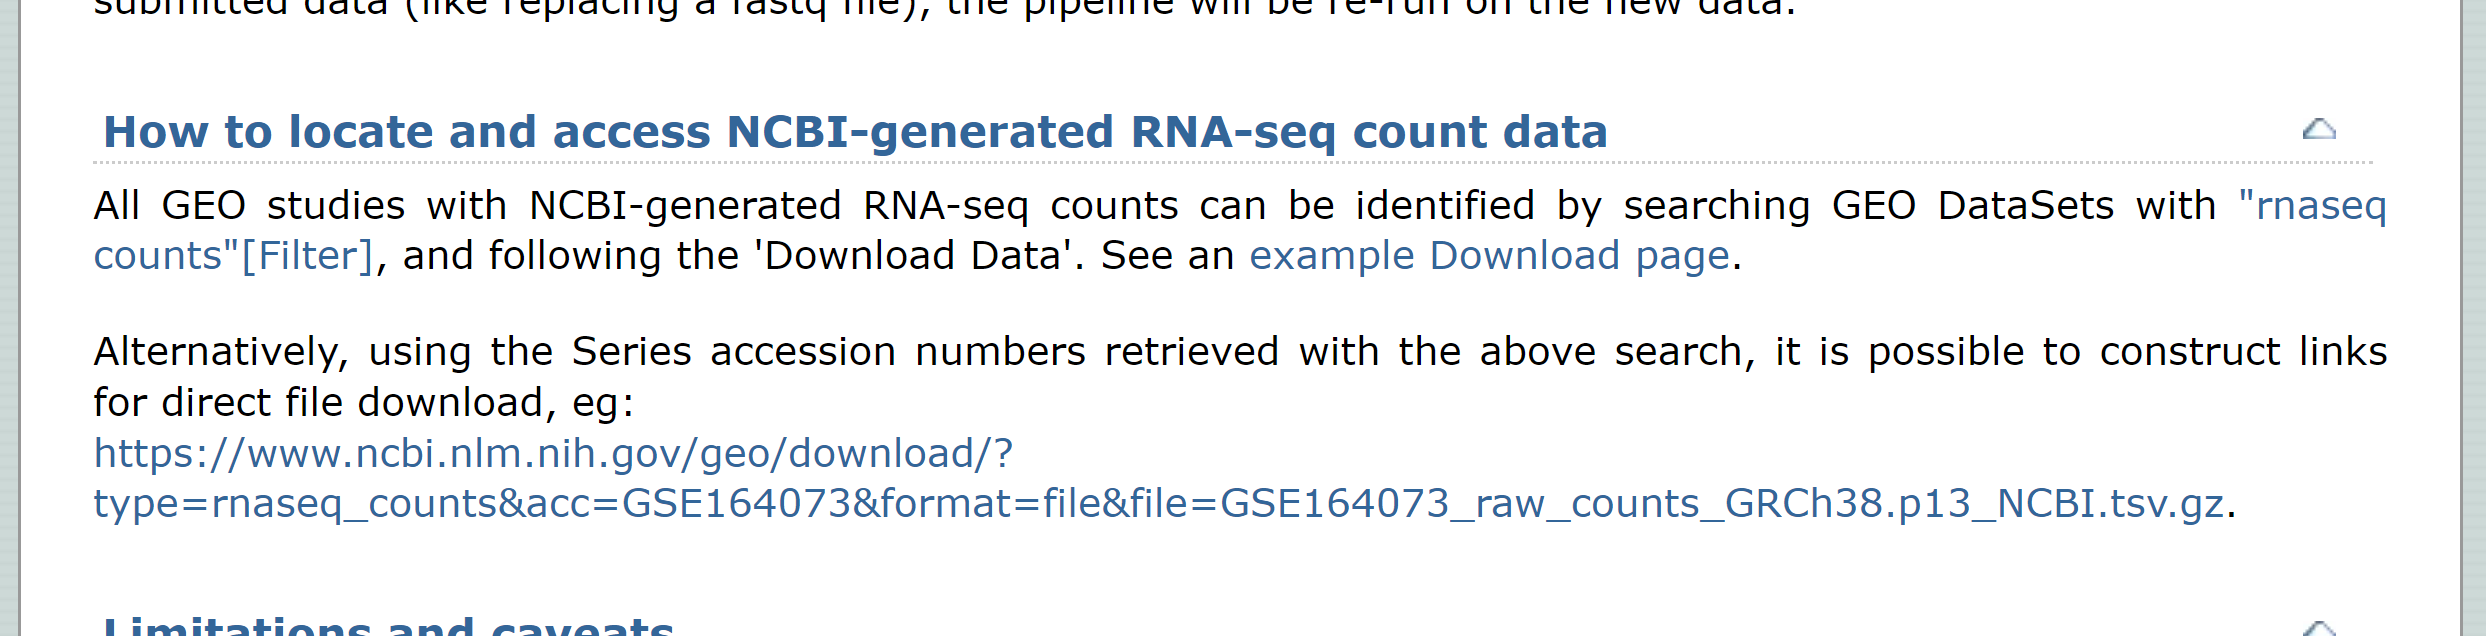 submitted data (like replacing a fastq file), the pipeline will be re-run on the new data.
How to locate and access NCBI-generated RNA-seq count data
All GEO studies with NCBI-generated RNA-seq counts can be identified by searching GEO DataSets with "rnaseq
counts"[Filter], and following the 'Download Data'. See an example Download page.
Alternatively, using the Series accession numbers retrieved with the above search, it is possible to construct links
for direct file download, eg:
https://www.ncbi.nlm.nih.gov/geo/download/?
type=rnaseq_counts&acc=GSE164073&format=file&file=GSE164073_raw_counts_GRCh38.p13_NCBI.tsv.gz.
Limitations and caveats